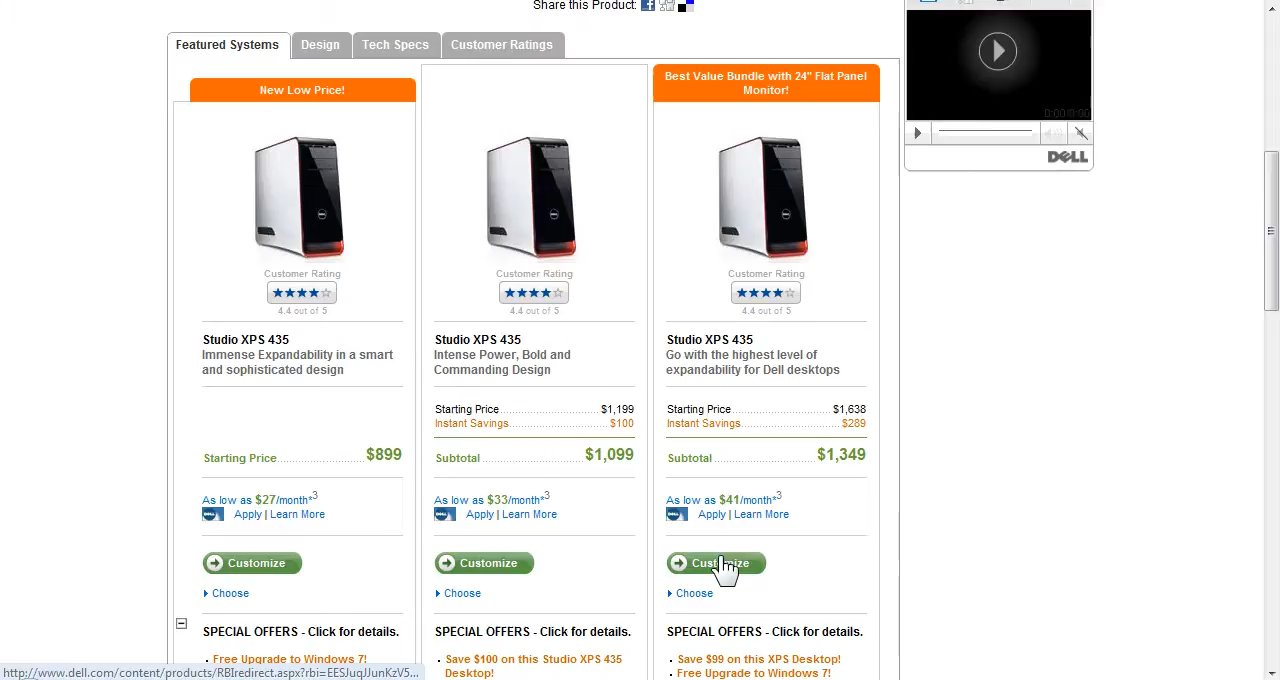 Share this Product:
Featured Systems
Design
Tech Specs
Customer Ratings
0:00/0:00
DELL
New Low Price!
Customer Rating
4.4 out of 5
Studio XPS 435
Immense Expandability in a smart
and sophisticated design
Starting Price $899
As low as $27/month*3
Apply | Learn More
Customize
Choose
SPECIAL OFFERS - Click for details.
Free Upgrade to Windows 7!
Customer Rating
4.4 out of 5
Studio XPS 435
Intense Power, Bold and
Commanding Design
Starting Price $1,199
Instant Savings $100
Subtotal $1,099
As low as $33/month*3
Apply | Learn More
Customize
Choose
SPECIAL OFFERS - Click for details.
Save $100 on this Studio XPS 435
Desktop!
Best Value Bundle with 24" Flat Panel
Monitor!
Customer Rating
4.4 out of 5
Studio XPS 435
Go with the highest level of
expandability for Dell desktops
Starting Price $1,638
Instant Savings $289
Subtotal $1,349
As low as $41/month*3
Apply | Learn More
Customize
Choose
SPECIAL OFFERS - Click for details.
Save $99 on this XPS Desktop!
Free Upgrade to Windows 7!
http://www.dell.com/content/products/RBIredirect.aspx?rbi=EESJuqJJunKzV5...